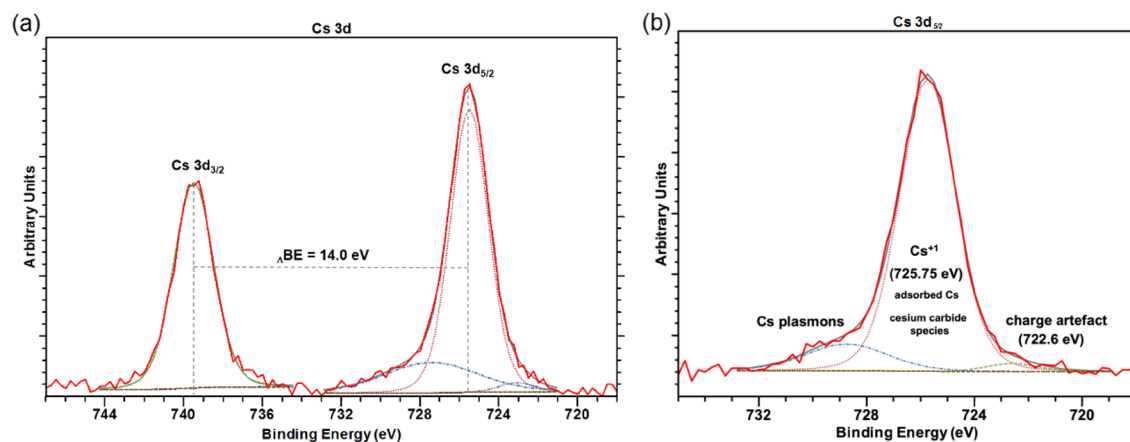 (a)
Cs 3d
Cs 3d5/2
Cs 3d3/2
ΔBE = 14.0 eV
Arbitrary Units
744 740 736 728 724 720
Binding Energy (eV)
(b)
Cs 3d5/2
Cs+1
(725.75 eV)
adsorbed Cs
cesium carbide
species
Cs plasmons
charge artefact
(722.6 eV)
Arbitrary Units
732 728 724 720
Binding Energy (eV)